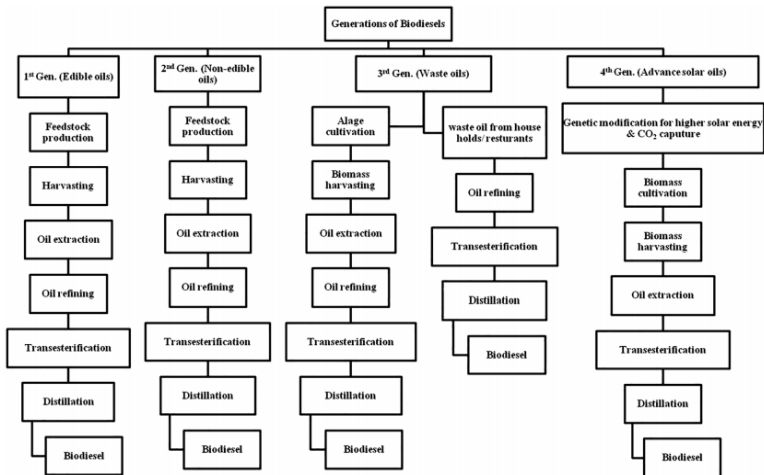 Generations of Biodiesels
1st Gen. (Edible oils)
Feedstock
production
Harvasting
Oil extraction
Oil refining
Transesterification
Distillation
Biodiesel
2nd Gen. (Non-edible
oils)
Feedstock
production
Harvasting
Oil extraction
Oil refining
Transesterification
Distillation
Biodiesel
3rd Gen. (Waste oils)
Alage
cultivation
Biomass
harvesting
Oil extraction
Oil refining
Transesterification
Distillation
Biodiesel
waste oil from house
holds/resturants
Oil refining
Transesterification
Distillation
Biodiesel
4th Gen. (Advance solar oils)
Genetic modification for higher solar energy
& CO2 caputure
Biomass
cultivation
Biomass
harvesting
Oil extraction
Transesterification
Distillation
Biodiesel